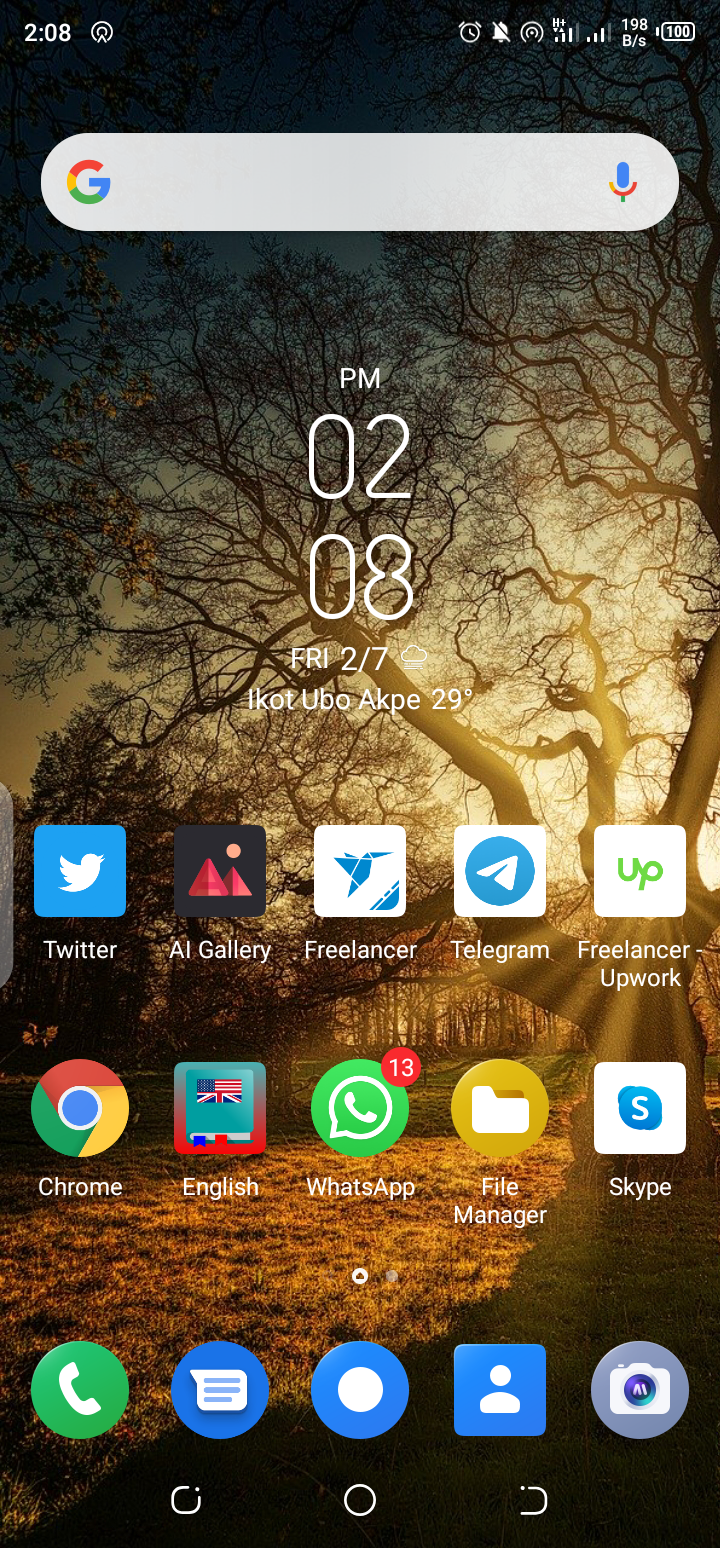 2:08
H+
198
B/s
100
PM
02
08
FRI 2/7
Ikot Ubo Akpe 29°
Twitter
AI Gallery
Freelancer
Telegram
up
Freelancer -
Upwork
13
S
Chrome
English
WhatsApp
File
Manager
Skype